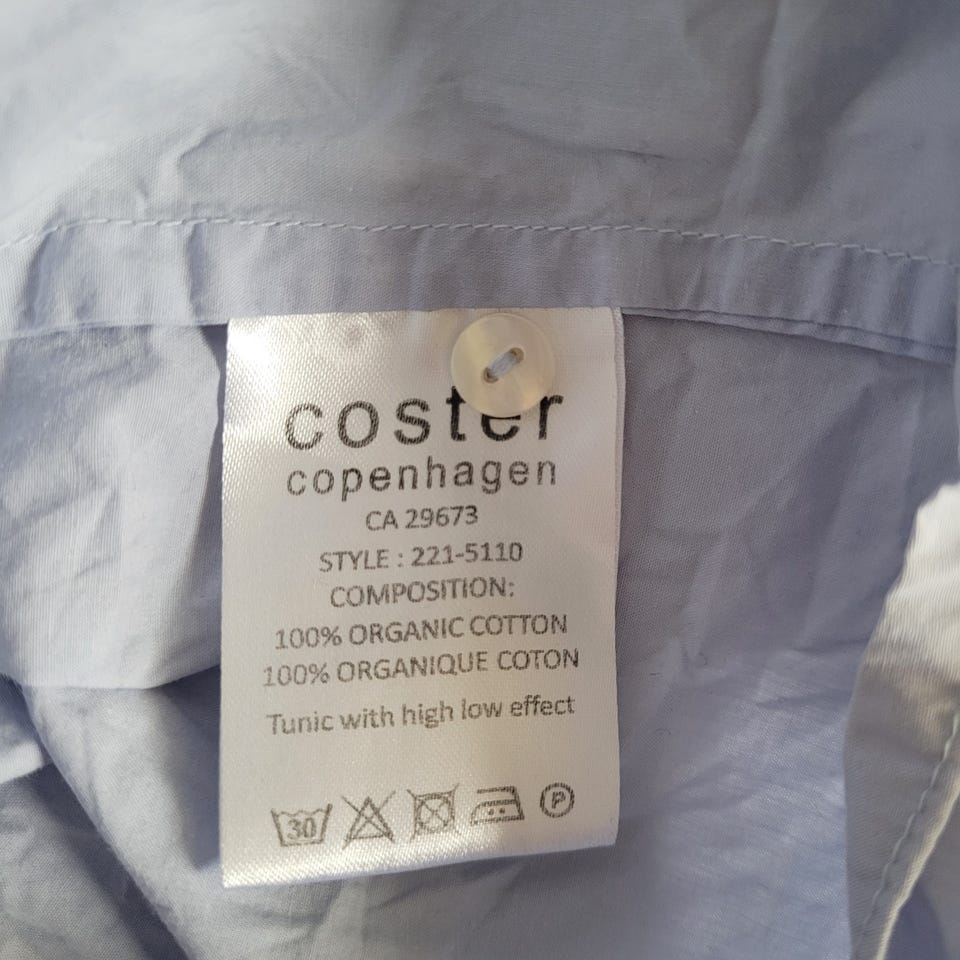 coster
copenhagen
CA 29673
STYLE : 221-5110
COMPOSITION:
100% ORGANIC COTTON
100% ORGANIQUE COTON
Tunic with high low effect
30 P